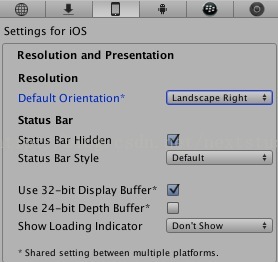 Settings for iOS
Resolution and Presentation
Resolution
Default Orientation* Landscape Right
Status Bar
Status Bar Hidden
Status Bar Style Default
Use 32-bit Display Buffer*
Use 24-bit Depth Buffer*
Show Loading Indicator Don't Show
* Shared setting between multiple platforms.